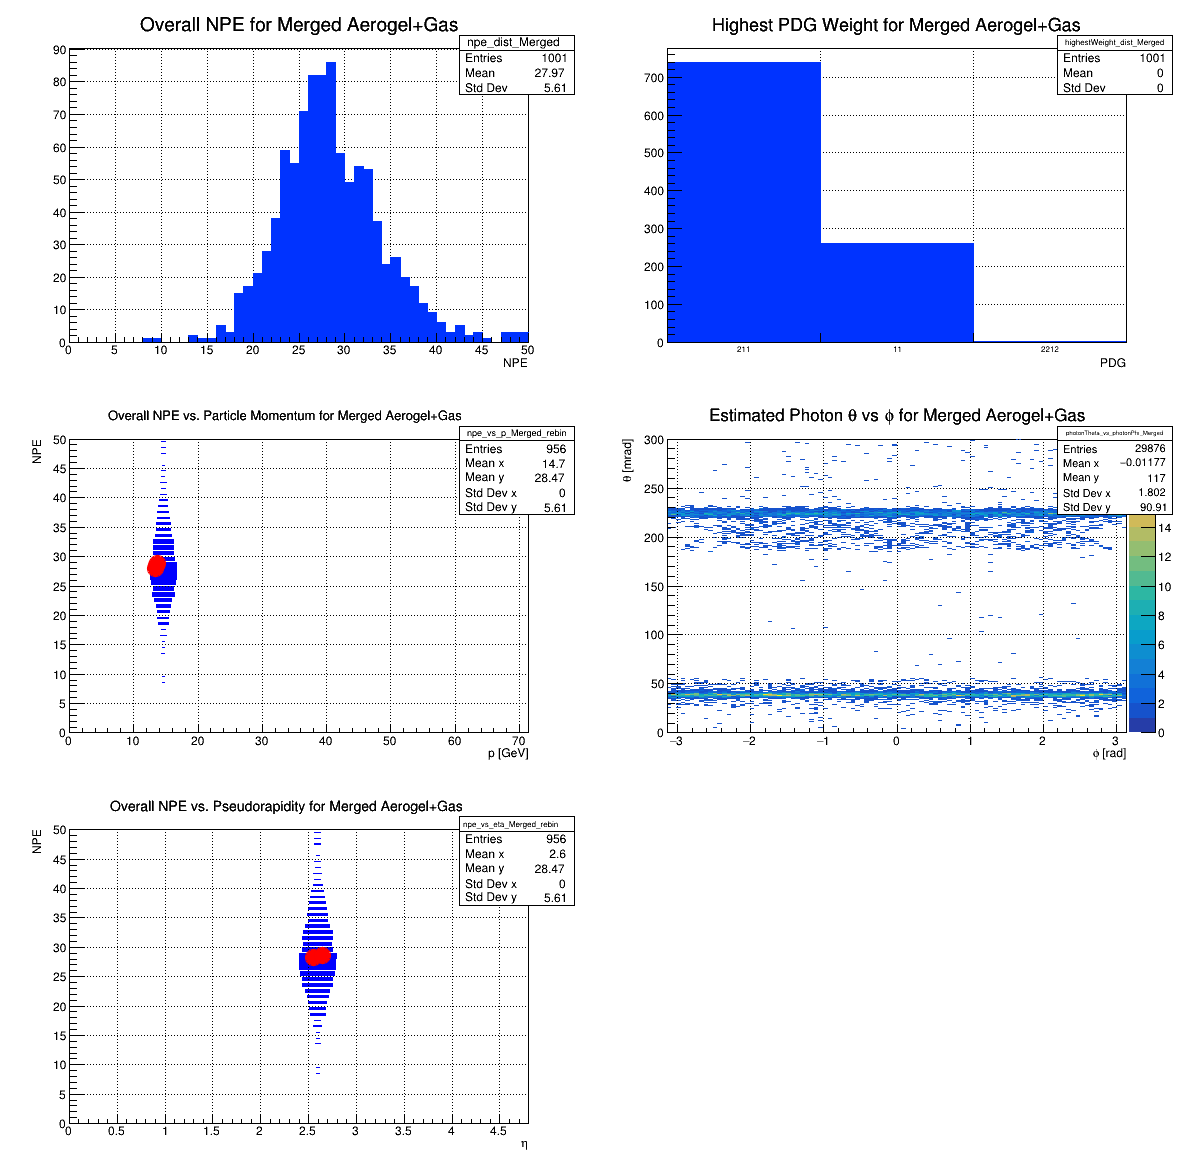 Overall NPE for Merged Aerogel+Gas
npe_dist_Merged
Entries 1001
Mean 27.97
Std Dev 5.61
90
80
70
60
50
40
30
20
10
0
0 5 10 15 20 25 30 35 40 45 50
NPE
Highest PDG Weight for Merged Aerogel+Gas
highestWeight_dist_Merged
Entries 1001
Mean 0
Std Dev 0
700
600
500
400
300
200
100
0
211 11 2212
PDG
Overall NPE vs. Particle Momentum for Merged Aerogel+Gas
npe_vs_p_Merged_rebin
Entries 956
Mean x 14.7
Mean y 28.47
Std Dev x 0
Std Dev y 5.61
NPE
50
45
40
35
30
25
20
15
10
5
0
0 10 20 30 40 50 60 70
p [GeV]
Estimated Photon θ vs ϕ for Merged Aerogel+Gas
photonTheta_vs_photonPhi_Merged
Entries 29876
Mean x −0.01177
Mean y 117
Std Dev x 1.802
Std Dev y 90.91
θ [mrad]
300
250
200
150
100
50
0
−3 −2 −1 0 1 2 3
ϕ [rad]
14
12
10
8
6
4
2
0
Overall NPE vs. Pseudorapidity for Merged Aerogel+Gas
npe_vs_eta_Merged_rebin
Entries 956
Mean x 2.6
Mean y 28.47
Std Dev x 0
Std Dev y 5.61
NPE
50
45
40
35
30
25
20
15
10
5
0
0 0.5 1 1.5 2 2.5 3 3.5 4 4.5
η